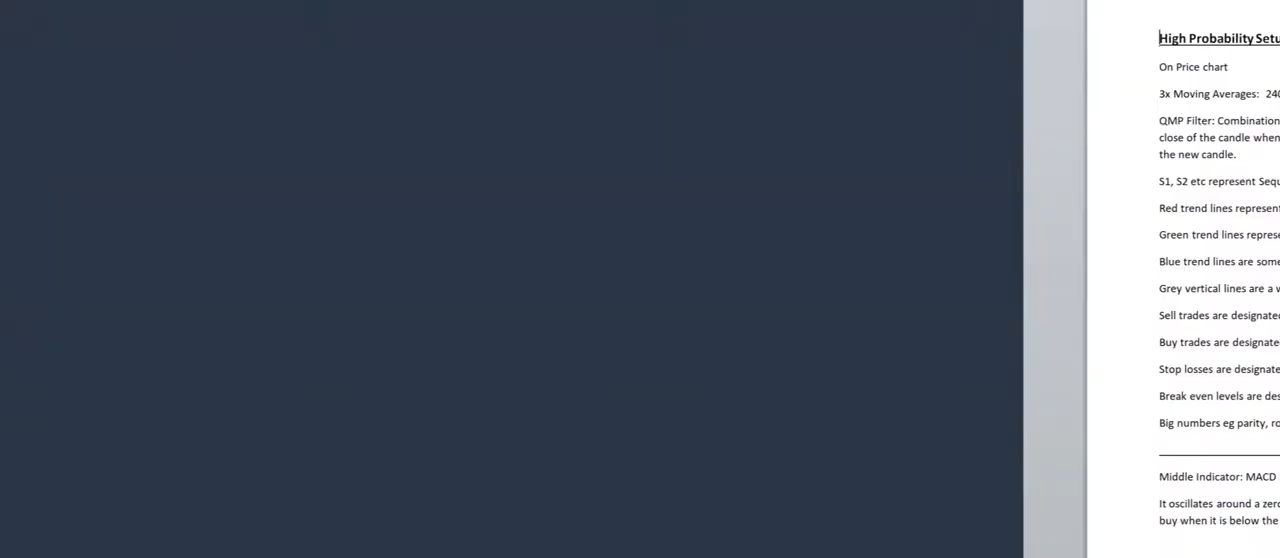 High Probability Setu
On Price chart
3x Moving Averages: 240
QMP Filter: Combination
close of the candle when
the new candle.
S1, S2 etc represent Sequ
Red trend lines represent
Green trend lines represe
Blue trend lines are some
Grey vertical lines are a w
Sell trades are designated
Buy trades are designate
Stop losses are designate
Break even levels are des
Big numbers eg parity, ro
Middle Indicator: MACD
It oscillates around a zero
buy when it is below the